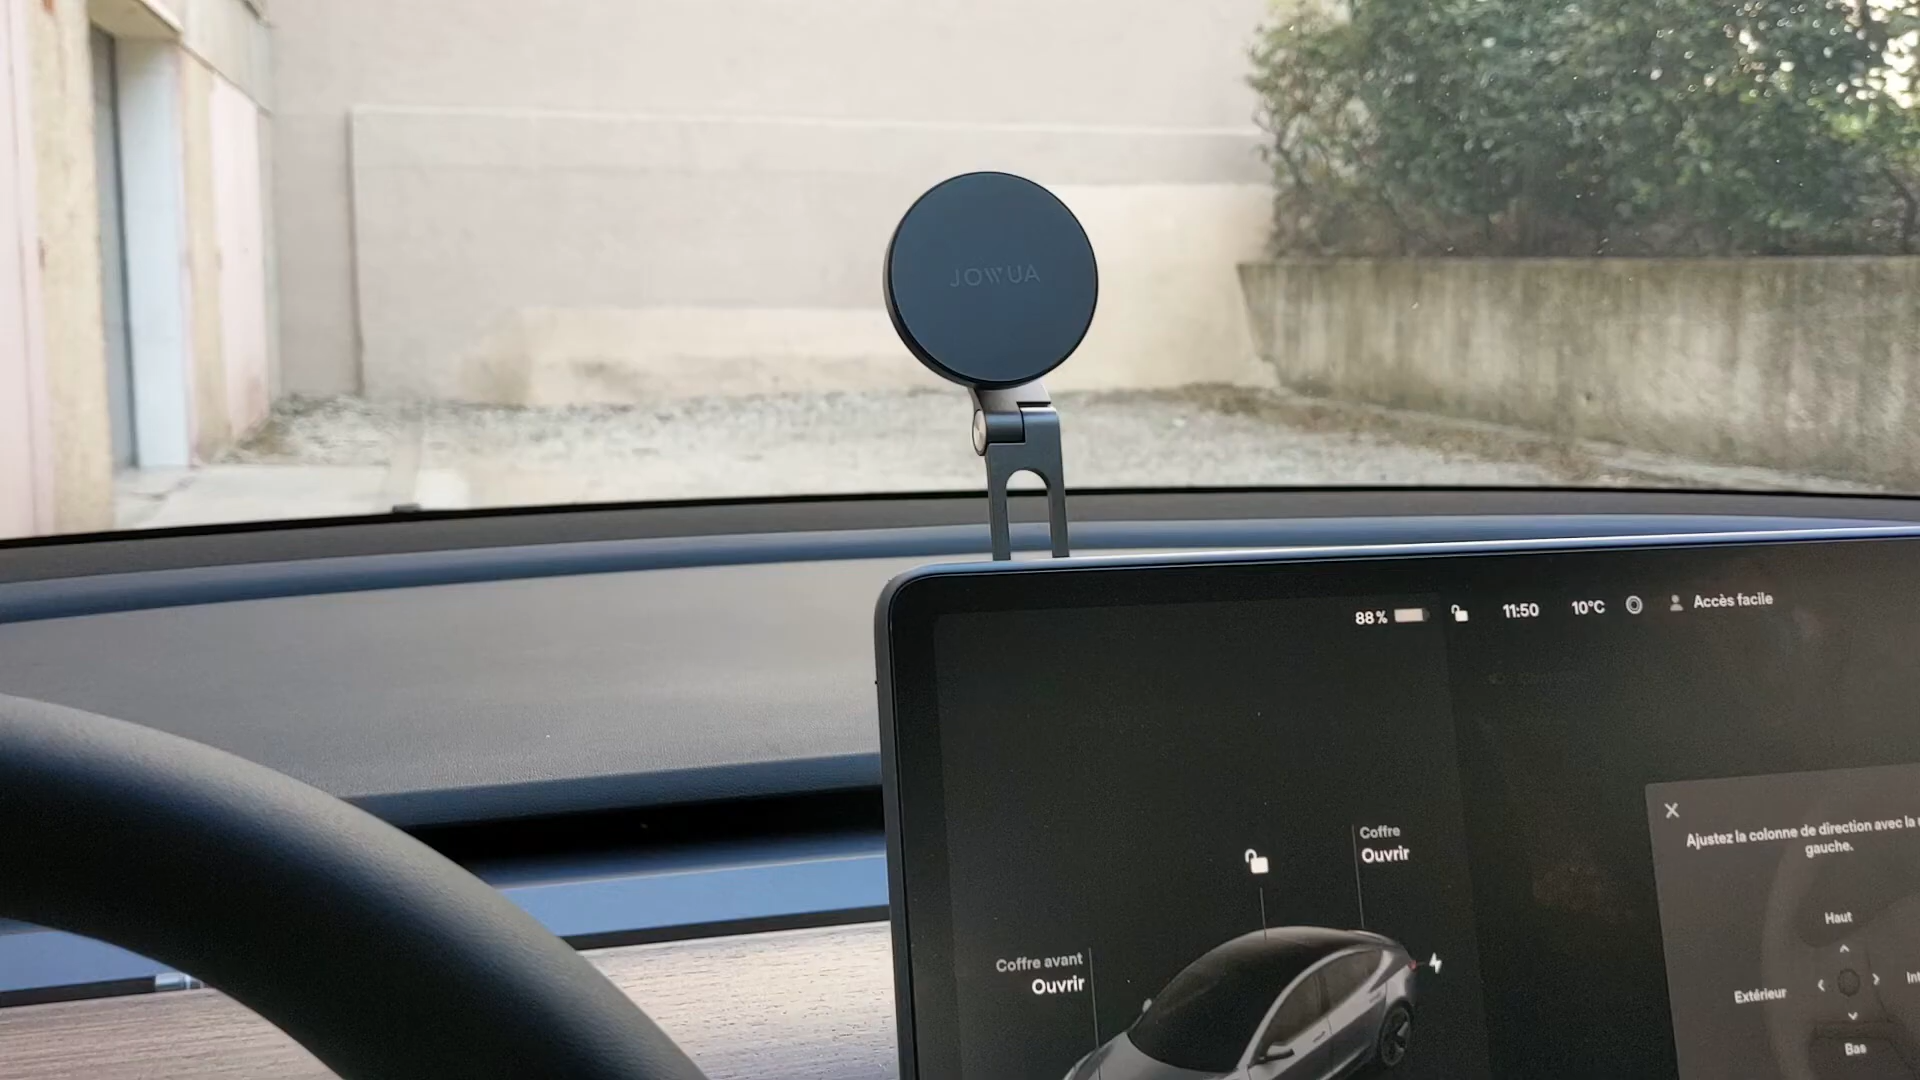 JOWUA
88%
11:50
10°C
Accès facile
Coffre
Ouvrir
Coffre avant
Ouvrir
Ajustez la colonne de direction avec la
gauche.
Haut
Extérieur
Bas